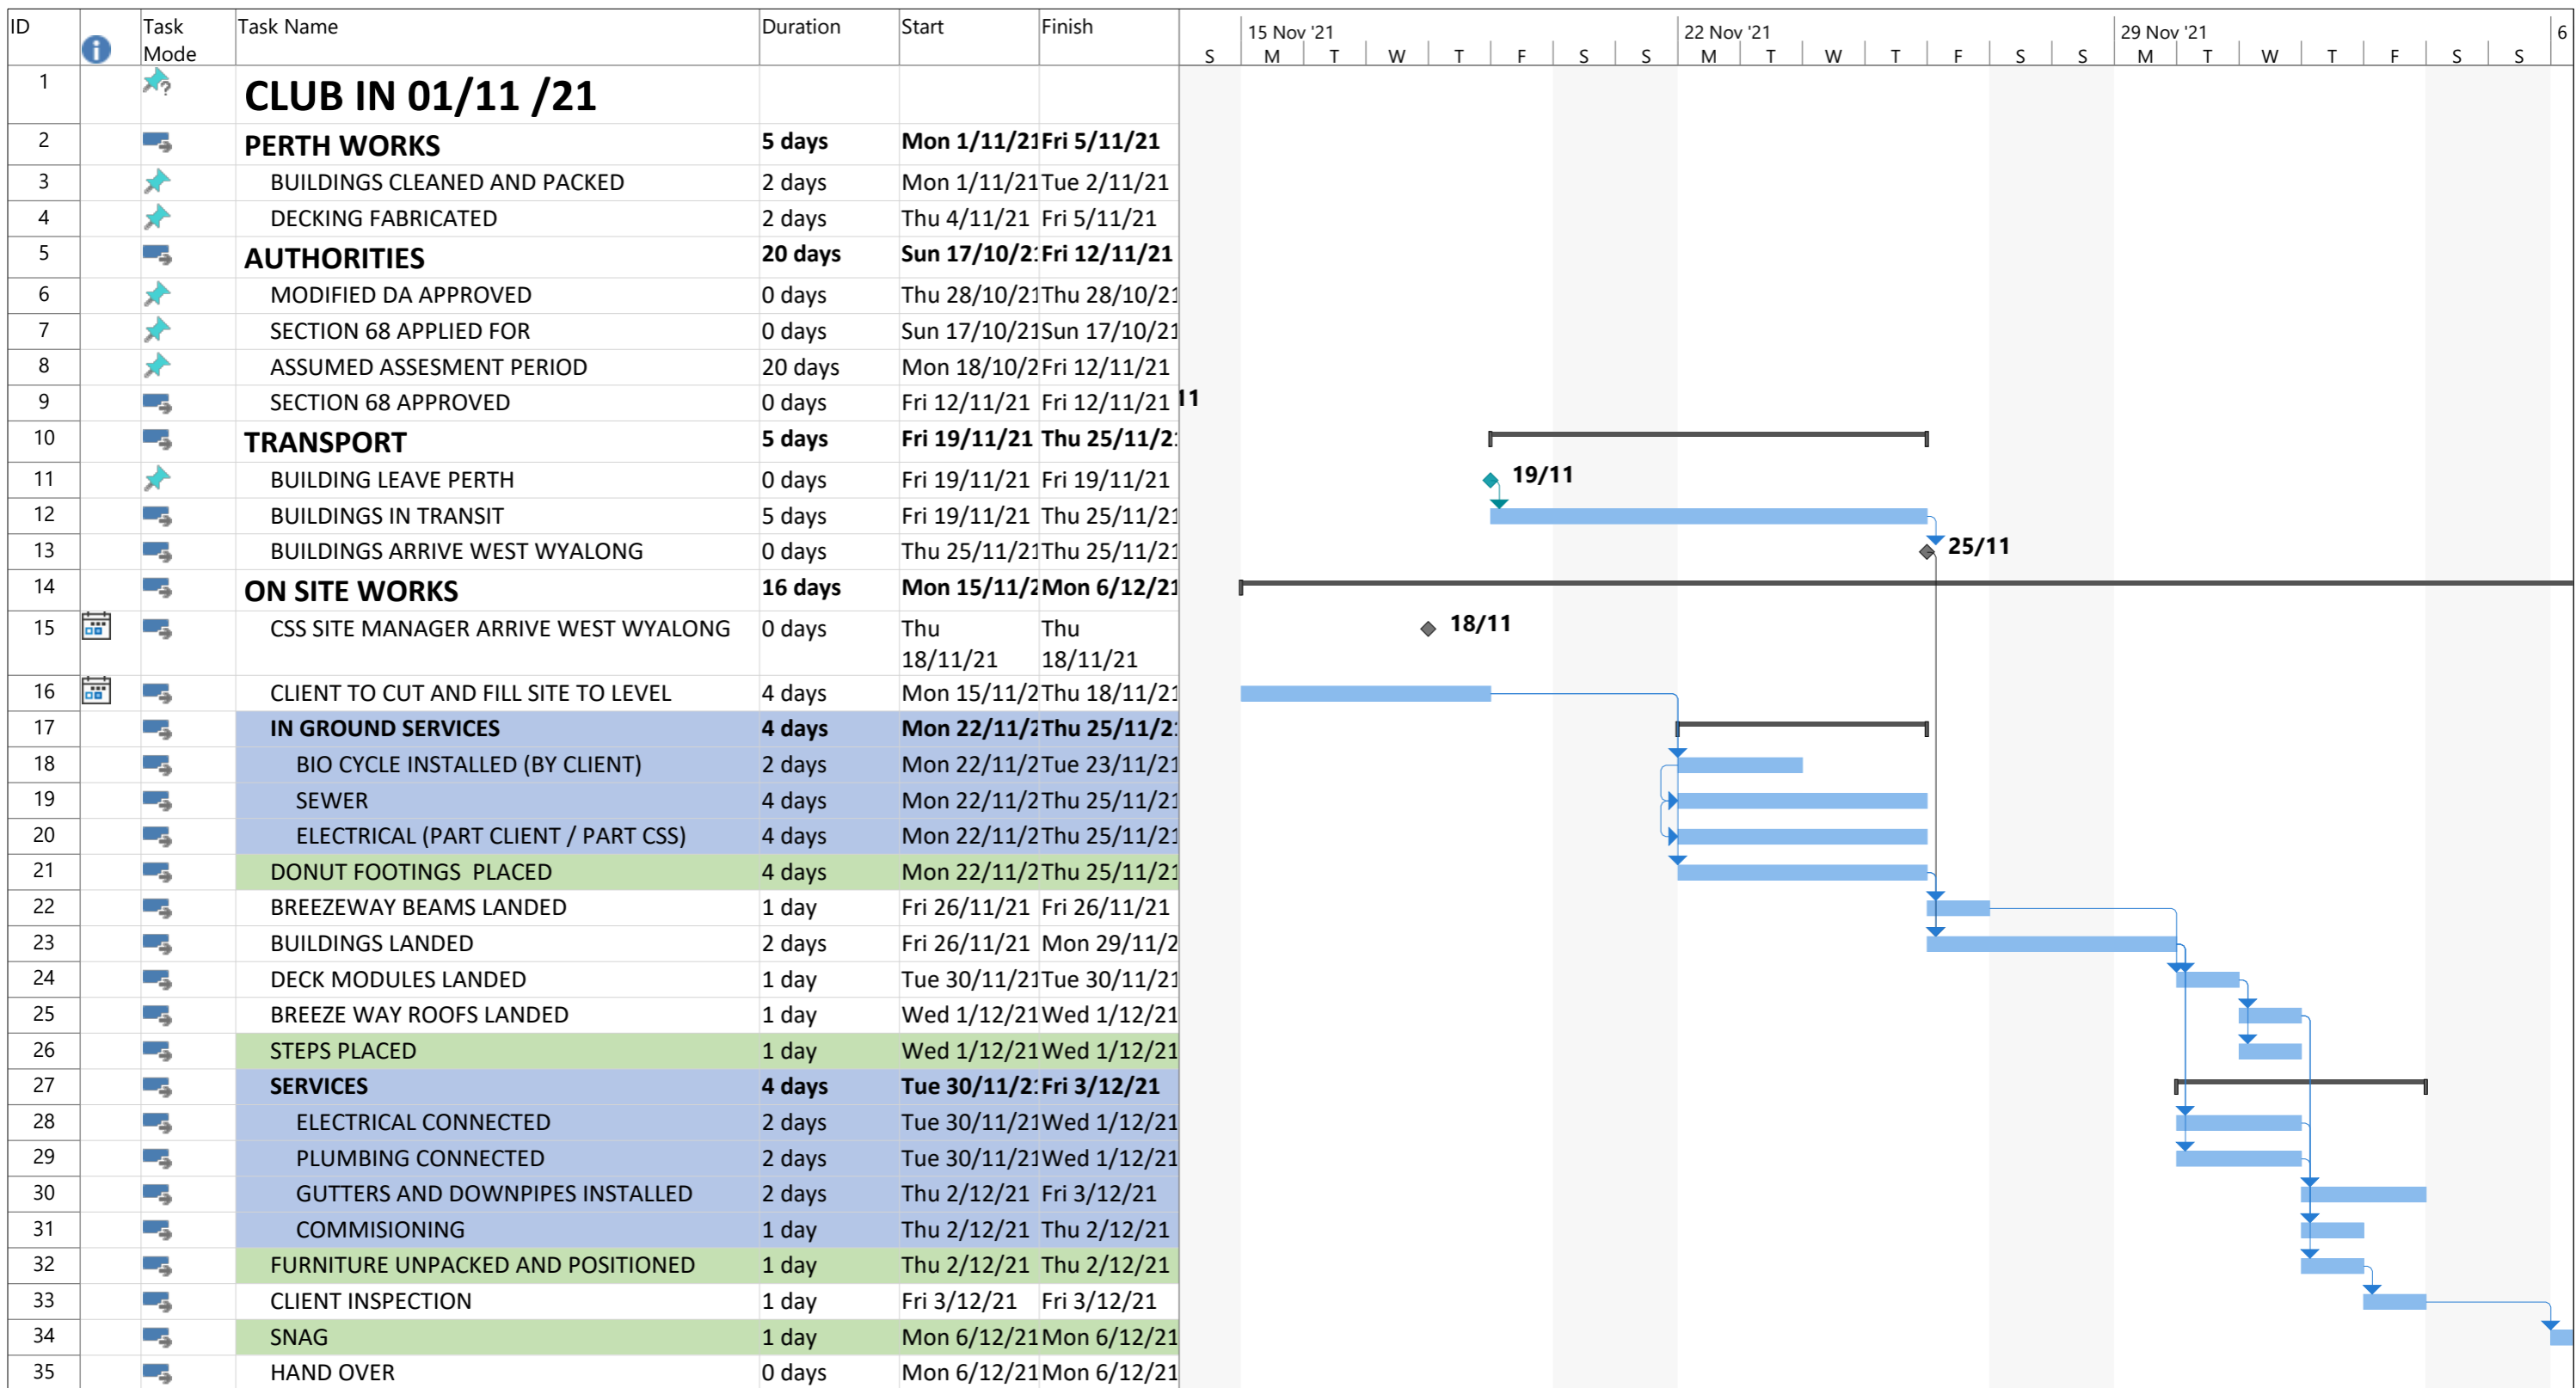 ID Task Mode Task Name Duration Start Finish
15 Nov '21 22 Nov '21 29 Nov '21 6
S M T W T F S S M T W T F S S M T W T F S S
1 CLUB IN 01/11 /21
2 PERTH WORKS 5 days Mon 1/11/21 Fri 5/11/21
3 BUILDINGS CLEANED AND PACKED 2 days Mon 1/11/21 Tue 2/11/21
4 DECKING FABRICATED 2 days Thu 4/11/21 Fri 5/11/21
5 AUTHORITIES 20 days Sun 17/10/2 Fri 12/11/21
6 MODIFIED DA APPROVED 0 days Thu 28/10/21 Thu 28/10/21
7 SECTION 68 APPLIED FOR 0 days Sun 17/10/21 Sun 17/10/21
8 ASSUMED ASSESMENT PERIOD 20 days Mon 18/10/2 Fri 12/11/21
9 SECTION 68 APPROVED 0 days Fri 12/11/21 Fri 12/11/21 11
10 TRANSPORT 5 days Fri 19/11/21 Thu 25/11/2
11 BUILDING LEAVE PERTH 0 days Fri 19/11/21 Fri 19/11/21 19/11
12 BUILDINGS IN TRANSIT 5 days Fri 19/11/21 Thu 25/11/21
13 BUILDINGS ARRIVE WEST WYALONG 0 days Thu 25/11/21 Thu 25/11/21 25/11
14 ON SITE WORKS 16 days Mon 15/11/2 Mon 6/12/21
15 CSS SITE MANAGER ARRIVE WEST WYALONG 0 days Thu 18/11/21 Thu 18/11/21 18/11
16 CLIENT TO CUT AND FILL SITE TO LEVEL 4 days Mon 15/11/2 Thu 18/11/21
17 IN GROUND SERVICES 4 days Mon 22/11/2 Thu 25/11/2
18 BIO CYCLE INSTALLED (BY CLIENT) 2 days Mon 22/11/2 Tue 23/11/21
19 SEWER 4 days Mon 22/11/2 Thu 25/11/21
20 ELECTRICAL (PART CLIENT / PART CSS) 4 days Mon 22/11/2 Thu 25/11/21
21 DONUT FOOTINGS PLACED 4 days Mon 22/11/2 Thu 25/11/21
22 BREEZEWAY BEAMS LANDED 1 day Fri 26/11/21 Fri 26/11/21
23 BUILDINGS LANDED 2 days Fri 26/11/21 Mon 29/11/2
24 DECK MODULES LANDED 1 day Tue 30/11/21 Tue 30/11/21
25 BREEZE WAY ROOFS LANDED 1 day Wed 1/12/21 Wed 1/12/21
26 STEPS PLACED 1 day Wed 1/12/21 Wed 1/12/21
27 SERVICES 4 days Tue 30/11/2 Fri 3/12/21
28 ELECTRICAL CONNECTED 2 days Tue 30/11/21 Wed 1/12/21
29 PLUMBING CONNECTED 2 days Tue 30/11/21 Wed 1/12/21
30 GUTTERS AND DOWNPIPES INSTALLED 2 days Thu 2/12/21 Fri 3/12/21
31 COMMISIONING 1 day Thu 2/12/21 Thu 2/12/21
32 FURNITURE UNPACKED AND POSITIONED 1 day Thu 2/12/21 Thu 2/12/21
33 CLIENT INSPECTION 1 day Fri 3/12/21 Fri 3/12/21
34 SNAG 1 day Mon 6/12/21 Mon 6/12/21
35 HAND OVER 0 days Mon 6/12/21 Mon 6/12/21